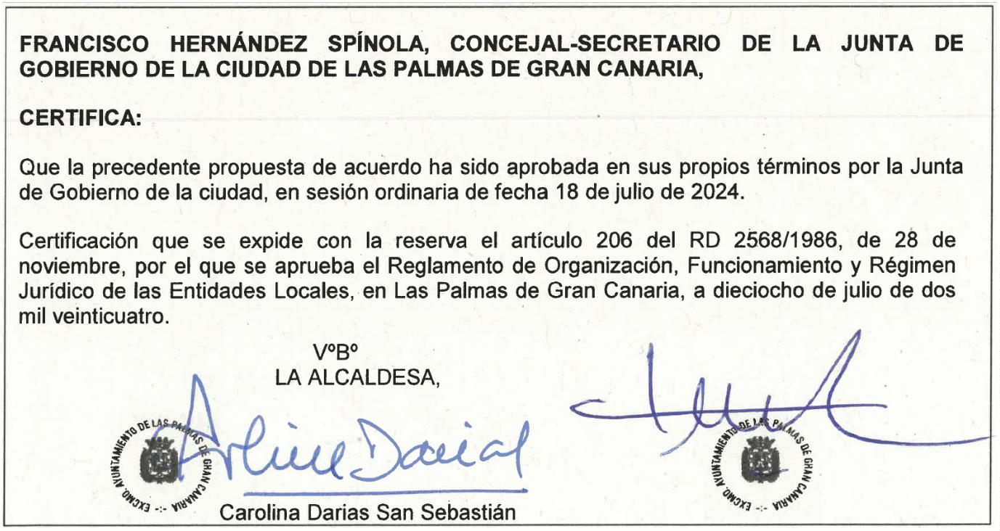 FRANCISCO HERNÁNDEZ SPÍNOLA, CONCEJAL-SECRETARIO DE LA JUNTA DE
GOBIERNO DE LA CIUDAD DE LAS PALMAS DE GRAN CANARIA,
CERTIFICA:
Que la precedente propuesta de acuerdo ha sido aprobada en sus propios términos por la Junta
de Gobierno de la ciudad, en sesión ordinaria de fecha 18 de julio de 2024.
Certificación que se expide con la reserva el artículo 206 del RD 2568/1986, de 28 de
noviembre, por el que se aprueba el Reglamento de Organización, Funcionamiento y Régimen
Jurídico de las Entidades Locales, en Las Palmas de Gran Canaria, a dieciocho de julio de dos
mil veinticuatro.
VºBº
LA ALCALDESA,
EXCMO. AYUNTAMIENTO DE LAS PALMAS DE GRAN CANARIA -:-
Darias
EXCMO. AYUNTAMIENTO DE LAS PALMAS DE GRAN CANARIA -:-
Carolina Darias San Sebastián